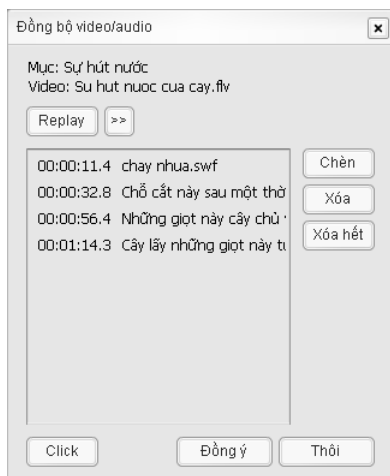 Đồng bộ video/audio
Mục: Sự hút nước
Video: Su hut nuoc cua cay.flv
Replay >>
00:00:11.4 chay nhua.swf
00:00:32.8 Chỗ cắt này sau một thờ
00:00:56.4 Những giọt này cây chủ
00:01:14.3 Cây lấy những giọt này
Chèn
Xóa
Xóa hết
Click Đồng ý Thôi